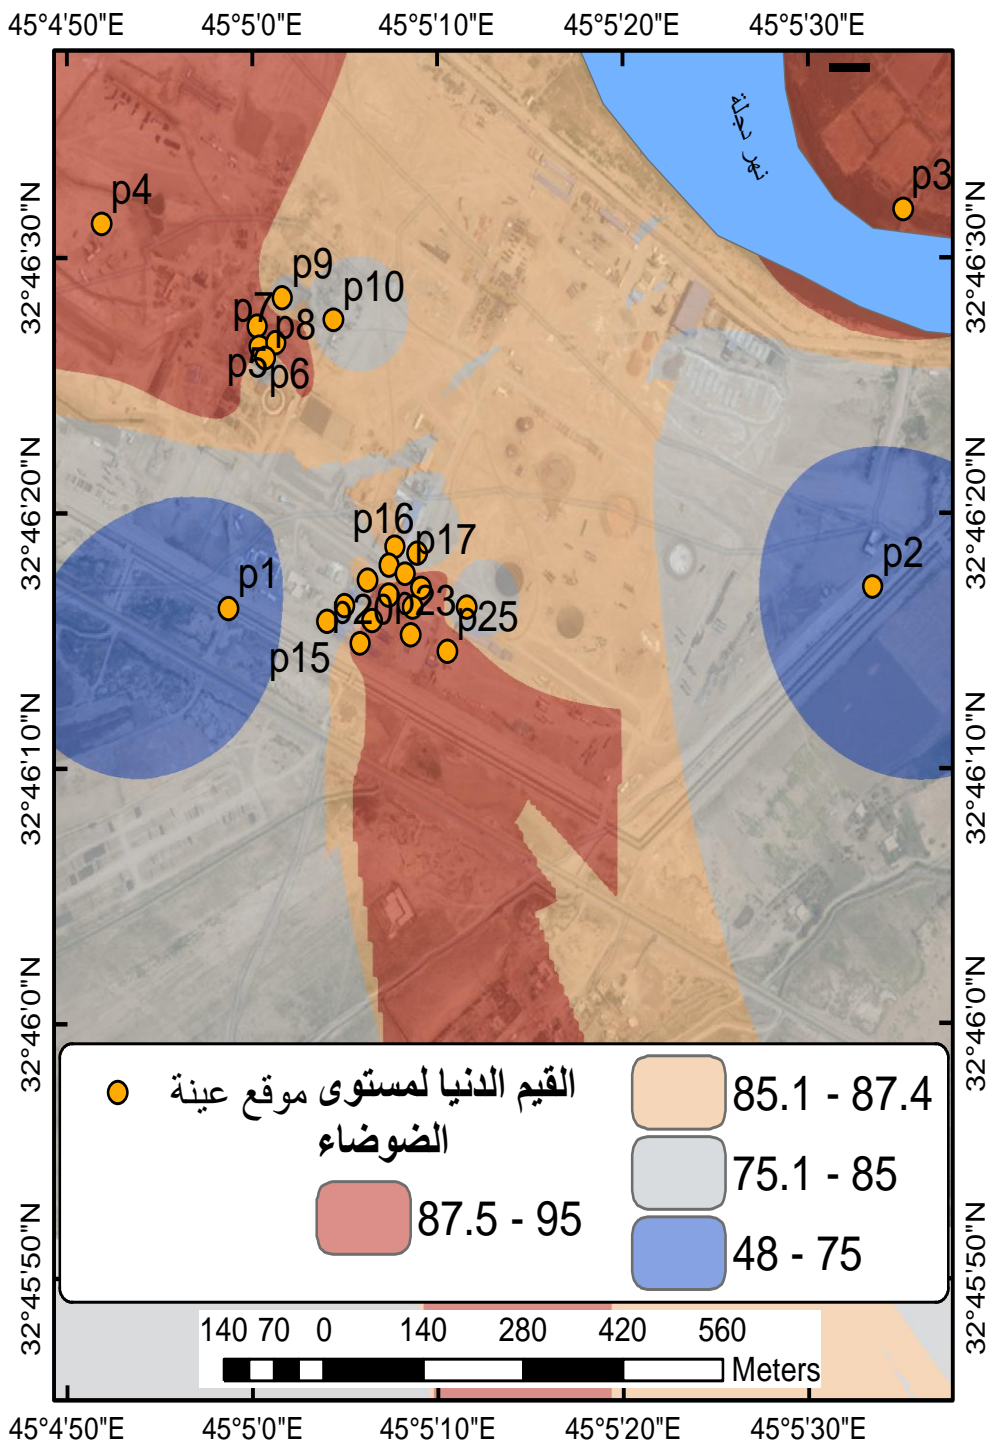 45°4'50"E 45°5'0"E 45°5'10"E 45°5'20"E 45°5'30"E
نهر دجلة
p3
p4
32°46'30"N 32°46'30"N
p9
p10
p7
p8
p5
p6
32°46'20"N 32°46'20"N
p16
p17
p1
p2
p20
p23
p25
p15
32°46'10"N 32°46'10"N
32°46'0"N 32°46'0"N
موقع عينة
القيم الدنيا لمستوى
الضوضاء
87.5 - 95
85.1 - 87.4
75.1 - 85
48 - 75
32°45'50"N 32°45'50"N
140 70 0 140 280 420 560
Meters
45°4'50"E 45°5'0"E 45°5'10"E 45°5'20"E 45°5'30"E